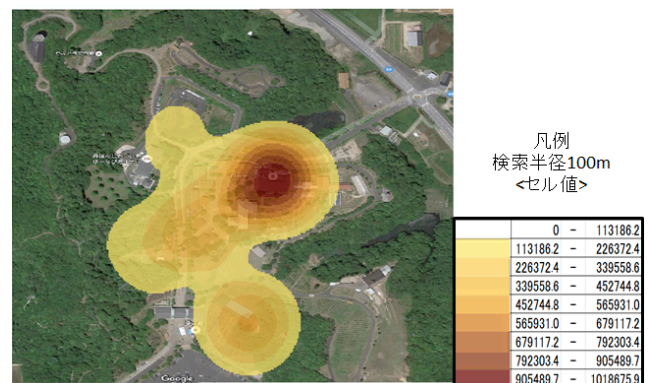 凡例
検索半径100m
<セル値>
0 - 113186.2
113186.2 - 226372.4
226372.4 - 339558.6
339558.6 - 452744.8
452744.8 - 565931.0
565931.0 - 679117.2
679117.2 - 792303.4
792303.4 - 905489.7
905489.7 - 1018675.9
Google